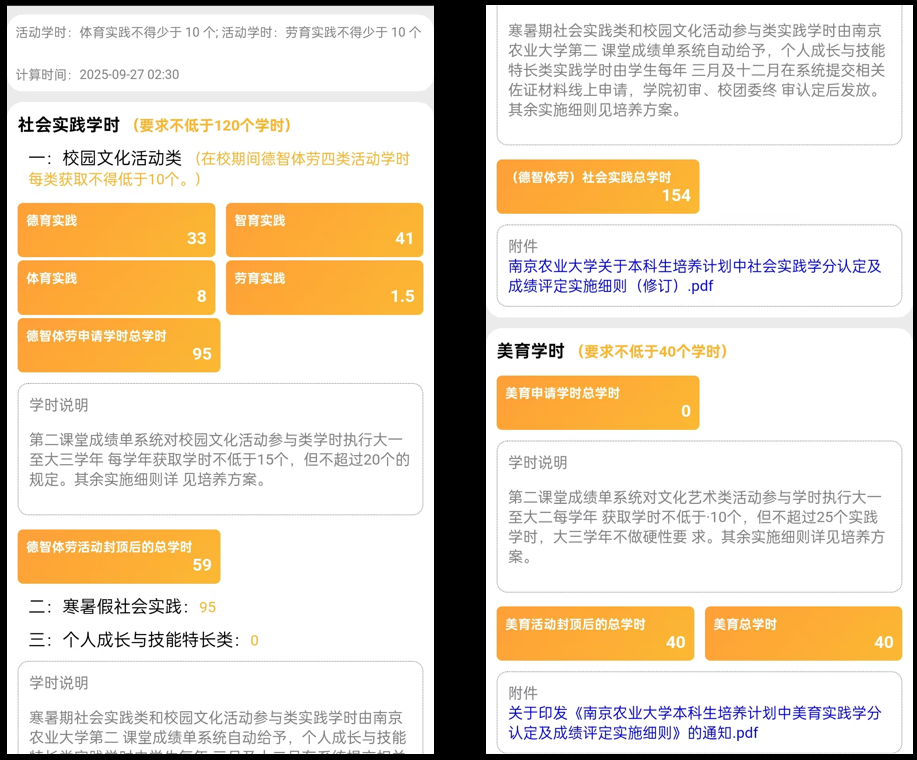 活动学时：体育实践不得少于 10 个; 活动学时：劳育实践不得少于 10 个
计算时间：2025-09-27 02:30
社会实践学时 （要求不低于120个学时）
一：校园文化活动类 （在校期间德智体劳四类活动学时
每类获取不得低于10个。）
德育实践
33
智育实践
41
体育实践
8
劳育实践
1.5
德智体劳申请学时总学时
95
学时说明
第二课堂成绩单系统对校园文化活动参与类学时执行大一
至大三学年 每学年获取学时不低于15个，但不超过20个的
规定。其余实施细则详 见培养方案。
德智体劳活动封顶后的总学时
59
二：寒暑假社会实践：95
三：个人成长与技能特长类：0
学时说明
寒暑期社会实践类和校园文化活动参与类实践学时由南京
农业大学第二 课堂成绩单系统自动给予，个人成长与技能
寒暑期社会实践类和校园文化活动参与类实践学时由南京
农业大学第二 课堂成绩单系统自动给予，个人成长与技能
特长类实践学时由学生每年 三月及十二月在系统提交相关
佐证材料线上申请，学院初审、校团委终 审认定后发放。
其余实施细则见培养方案。
（德智体劳）社会实践总学时
154
附件
南京农业大学关于本科生培养计划中社会实践学分认定及
成绩评定实施细则（修订）.pdf
美育学时 （要求不低于40个学时）
美育申请学时总学时
0
学时说明
第二课堂成绩单系统对文化艺术类活动参与学时执行大一
至大二每学年 获取学时不低于·10个，但不超过25个实践
学时，大三学年不做硬性要 求。其余实施细则详见培养方
案。
美育活动封顶后的总学时
40
美育总学时
40
附件
关于印发《南京农业大学本科生培养计划中美育实践学分
认定及成绩评定实施细则》的通知.pdf